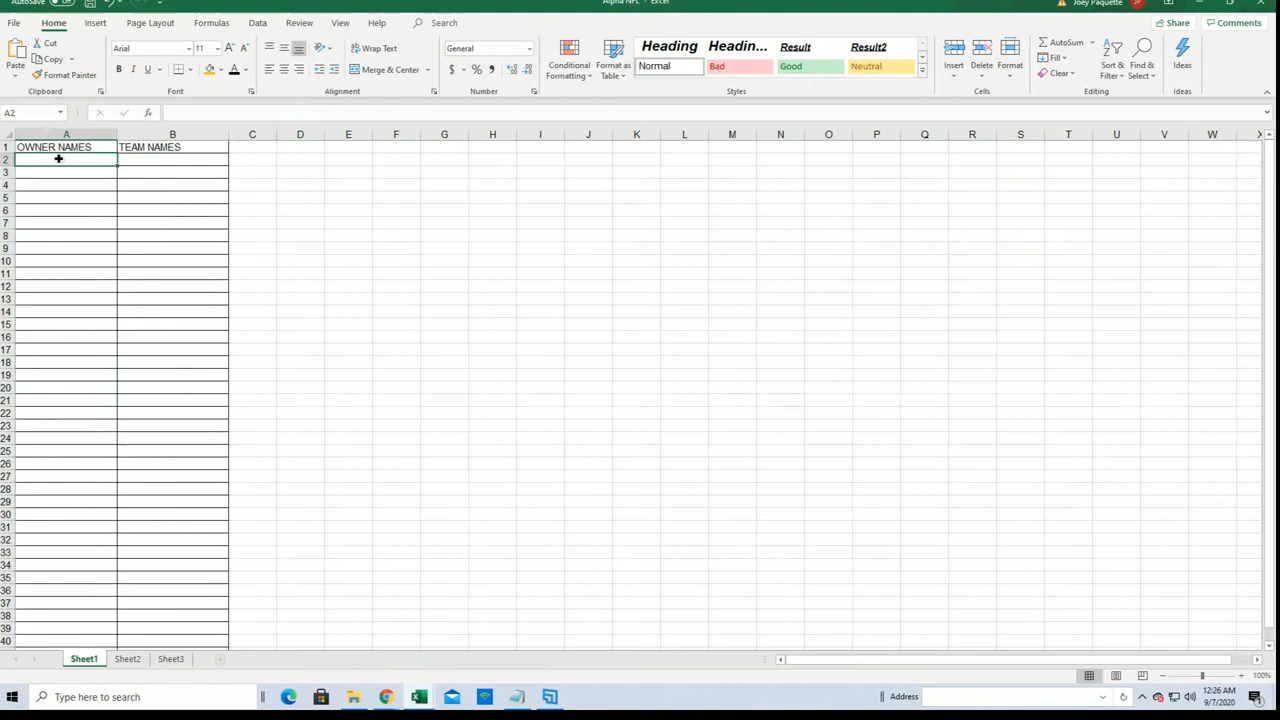 AutoSave Off Alpha NFL - Excel Joey Paquette JP
File Home Insert Page Layout Formulas Data Review View Help Search Share Comments
Paste Cut Copy Format Painter Clipboard
Arial 11 B I U A Font
Wrap Text Merge & Center Alignment
General $ % Number
Conditional Formatting Format as Table
Heading Headin... Result Result2
Normal Bad Good Neutral
Styles
Insert Delete Format Cells
AutoSum Fill Clear Sort & Filter Find & Select Editing
Ideas
A2 fx
A B C D E F G H I J K L M N O P Q R S T U V W X
1 OWNER NAMES TEAM NAMES
2
3
4
5
6
7
8
9
10
11
12
13
14
15
16
17
18
19
20
21
22
23
24
25
26
27
28
29
30
31
32
33
34
35
36
37
38
39
40
Sheet1 Sheet2 Sheet3
100%
Type here to search Address 12:26 AM
9/7/2020